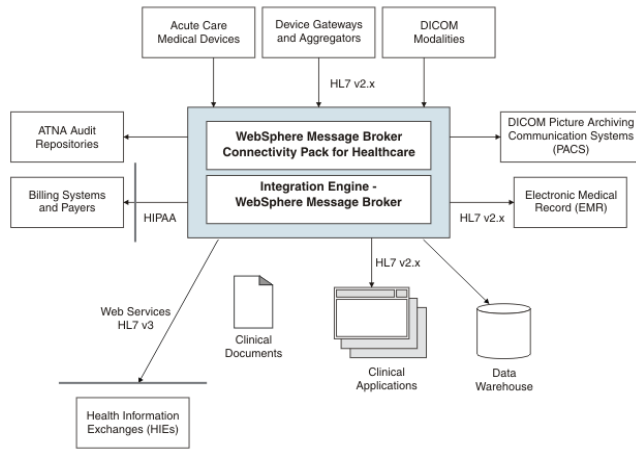 Acute Care
Medical Devices
Device Gateways
and Aggregators
DICOM
Modalities
HL7 v2.x
ATNA Audit
Repositories
WebSphere Message Broker
Connectivity Pack for Healthcare
DICOM Picture Archiving
Communication Systems
(PACS)
Billing Systems
and Payers
HIPAA
Integration Engine -
WebSphere Message Broker
HL7 v2.x
Electronic Medical
Record (EMR)
HL7 v2.x
Web Services
HL7 v3
Clinical
Documents
Clinical
Applications
Data
Warehouse
Health Information
Exchanges (HIEs)